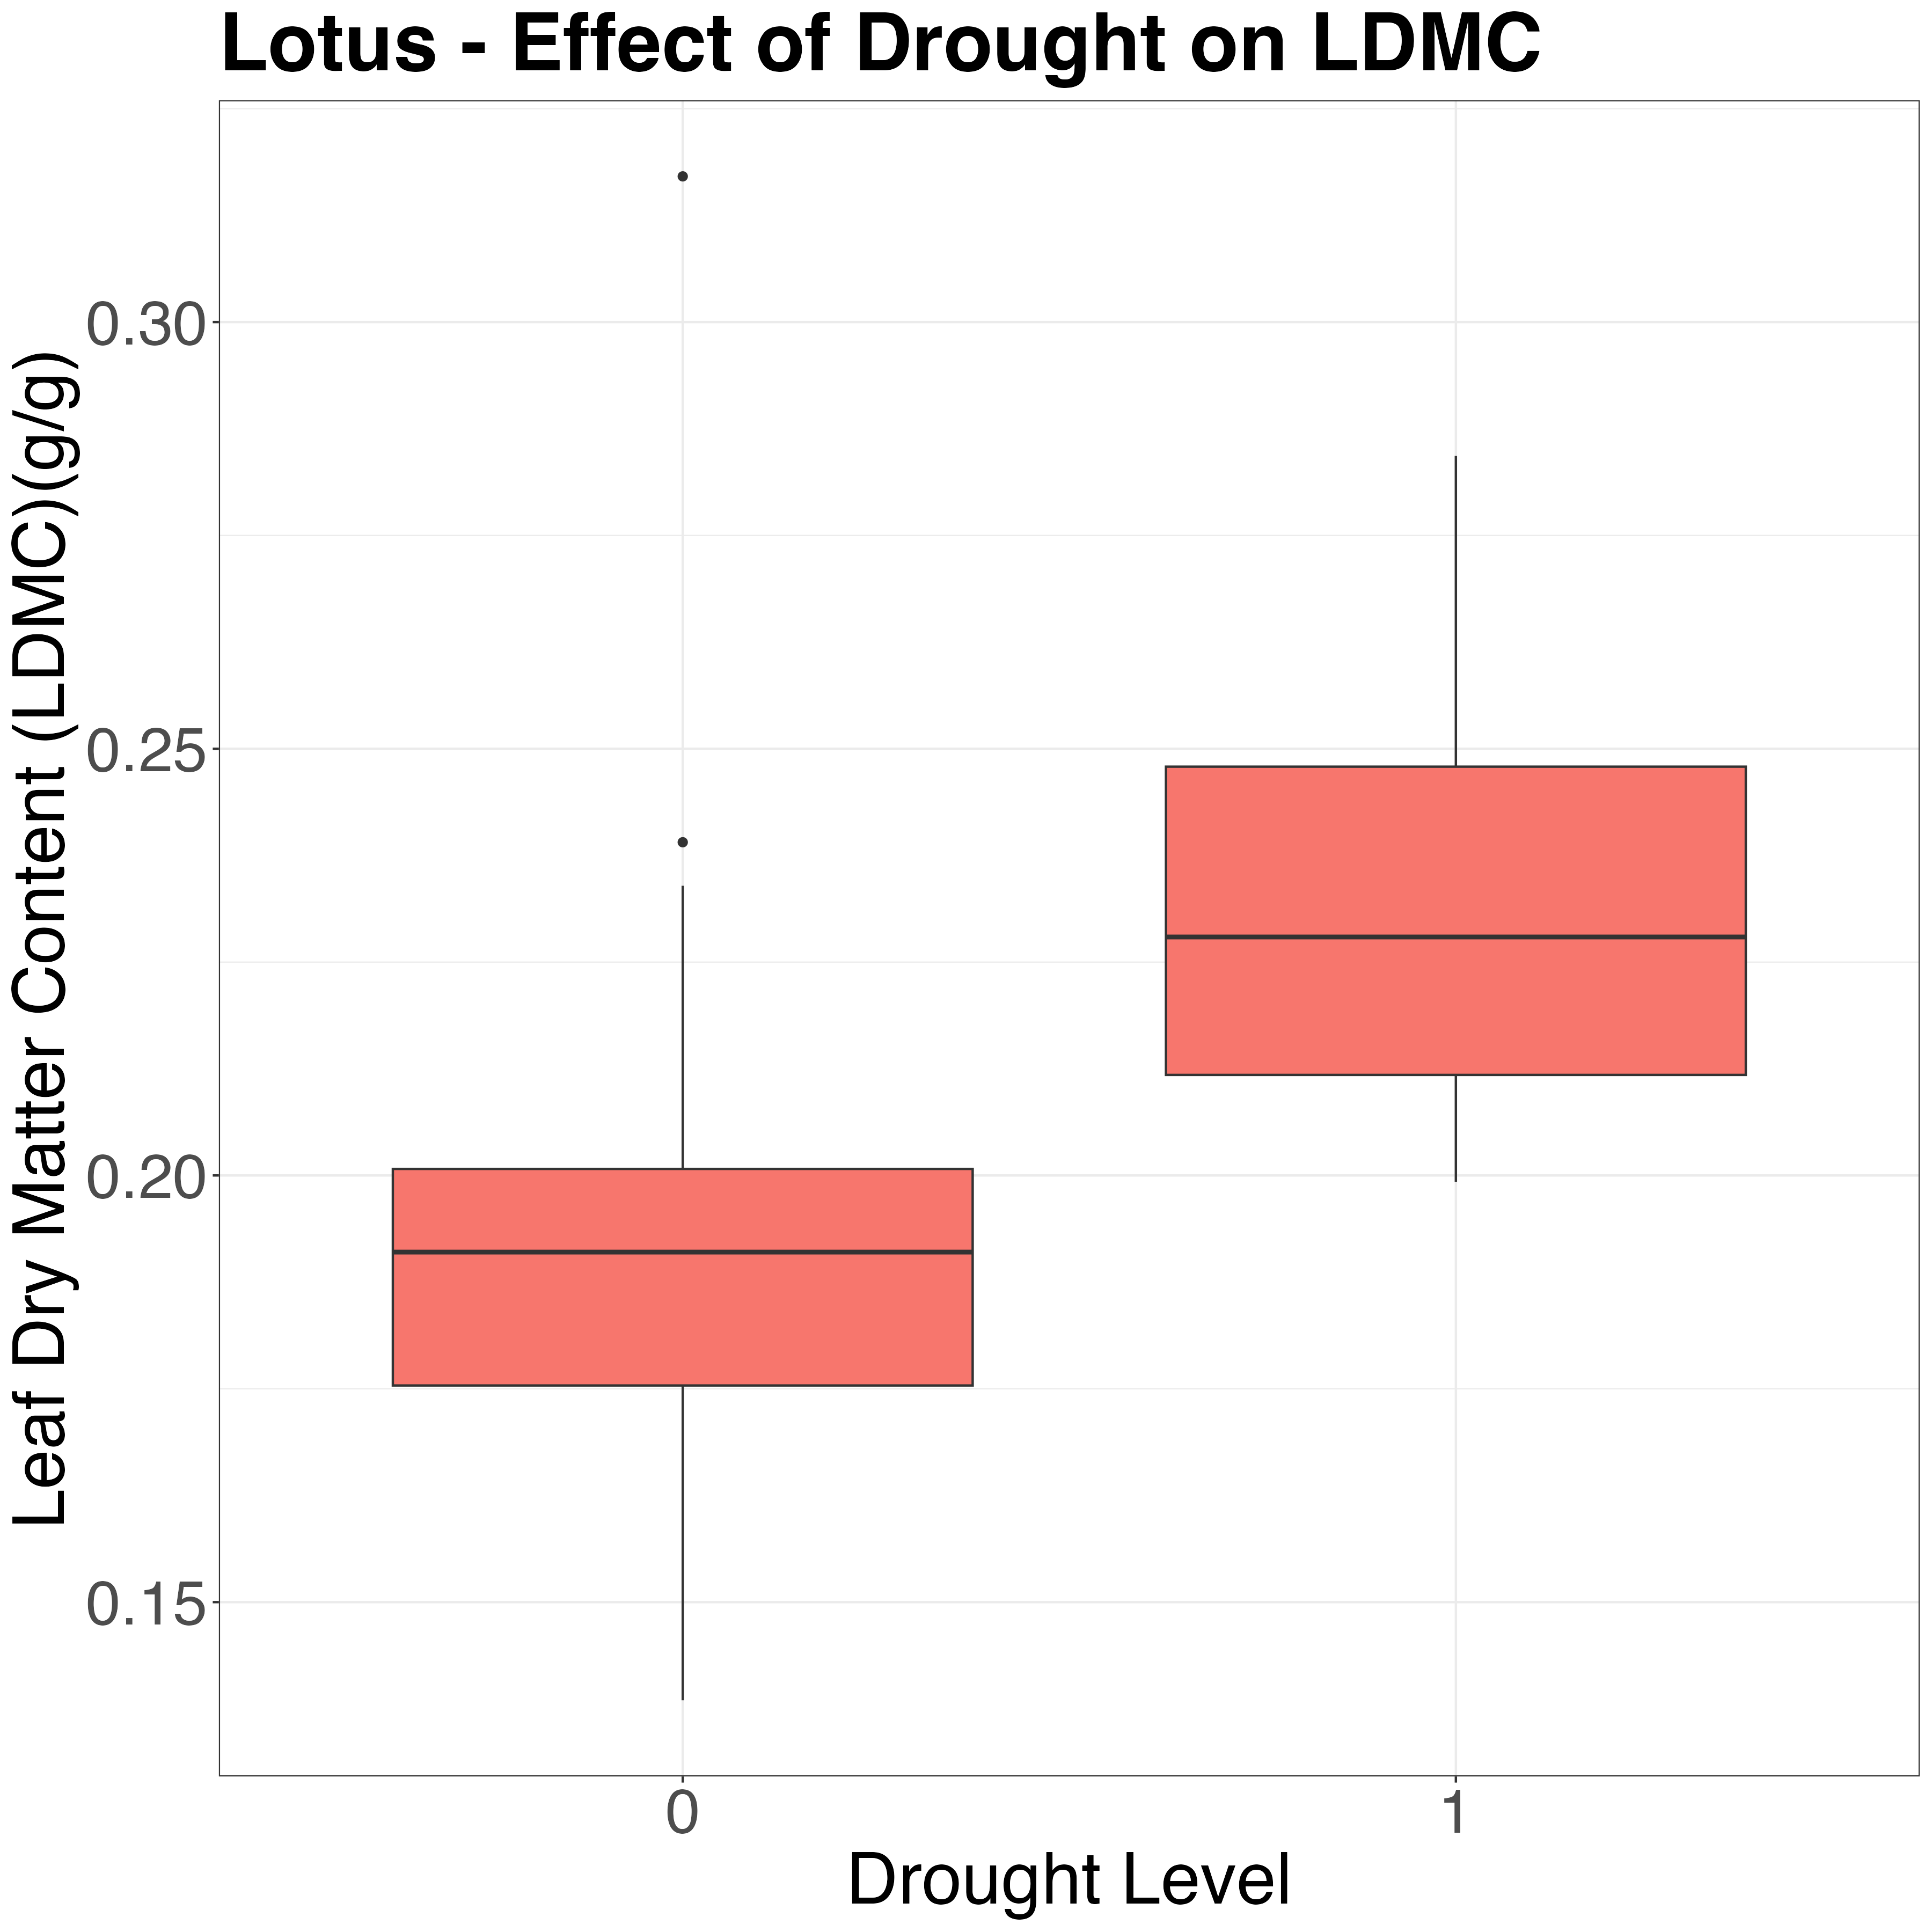 Lotus - Effect of Drought on LDMC
Leaf Dry Matter Content (LDMC)(g/g)
0.30
0.25
0.20
0.15
0
1
Drought Level